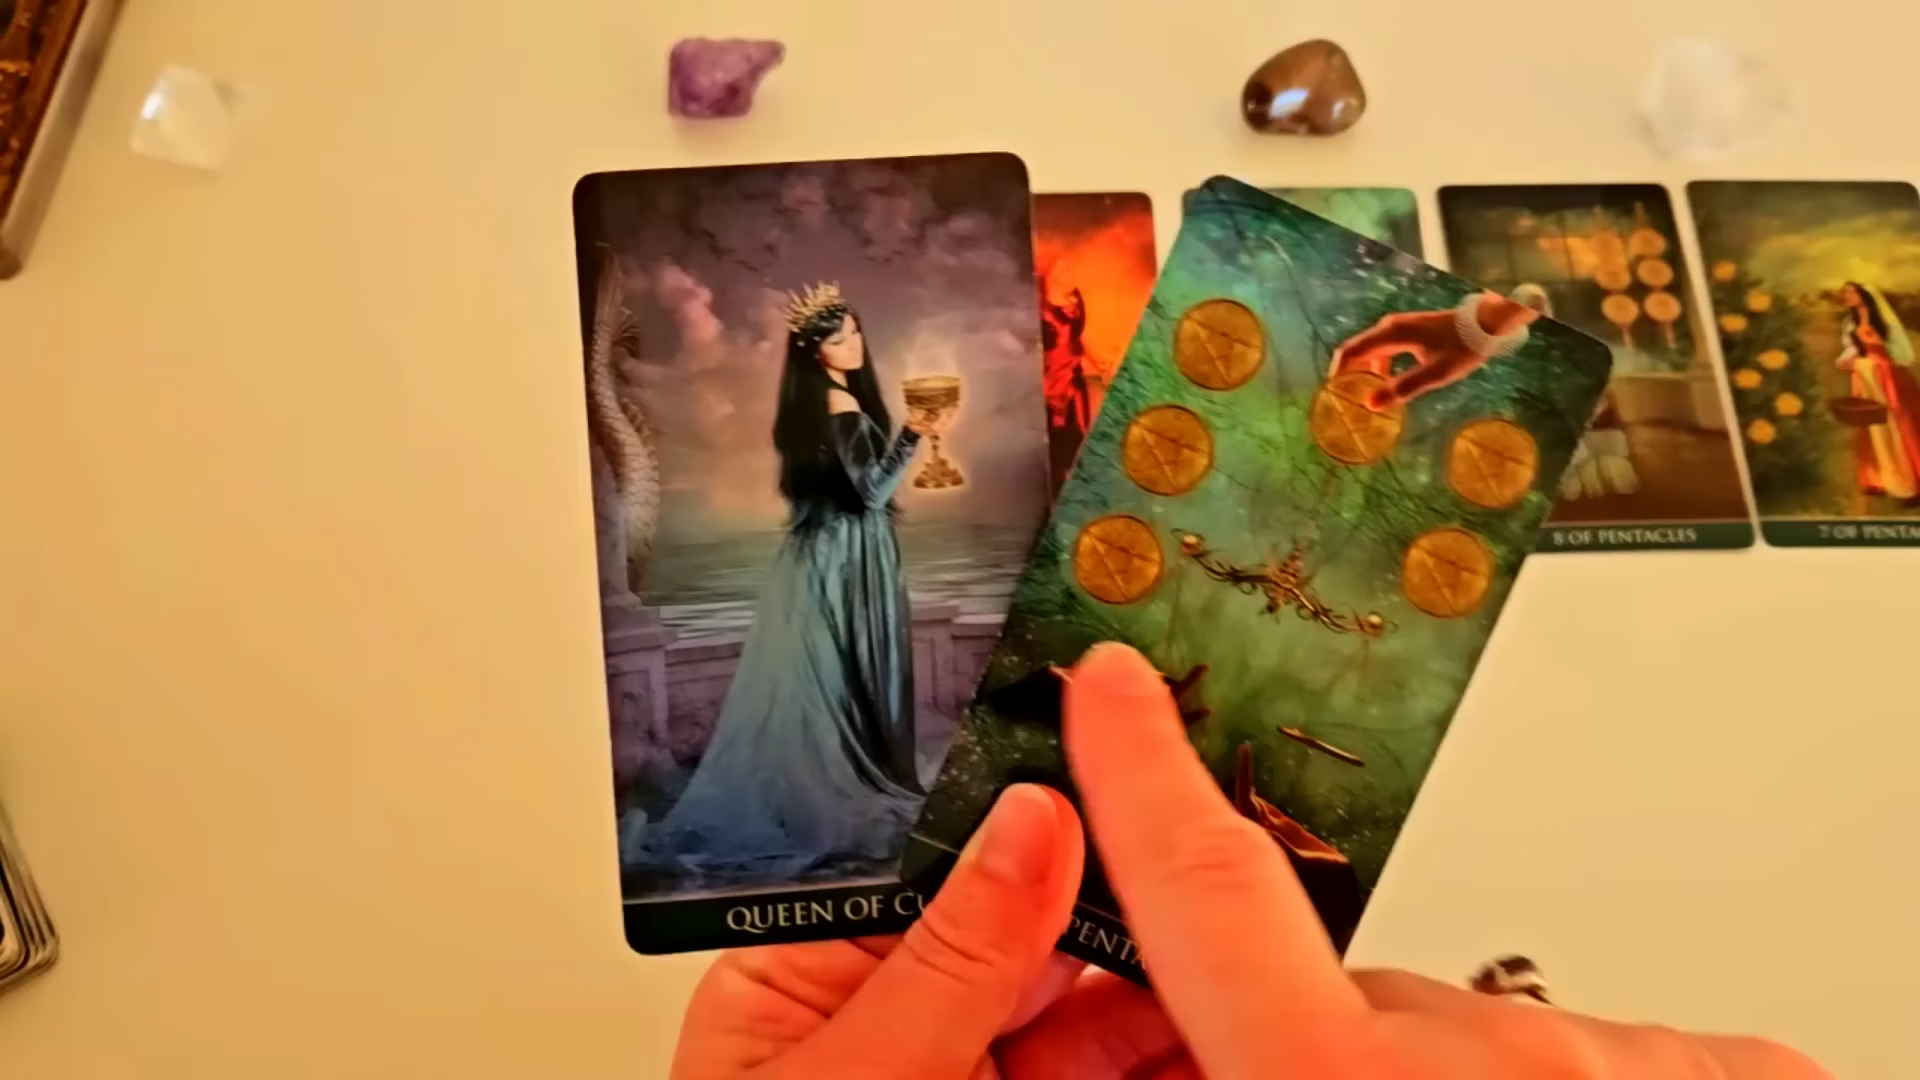 QUEEN OF CU
PENTA
8 OF PENTACLES
7 OF PENTA